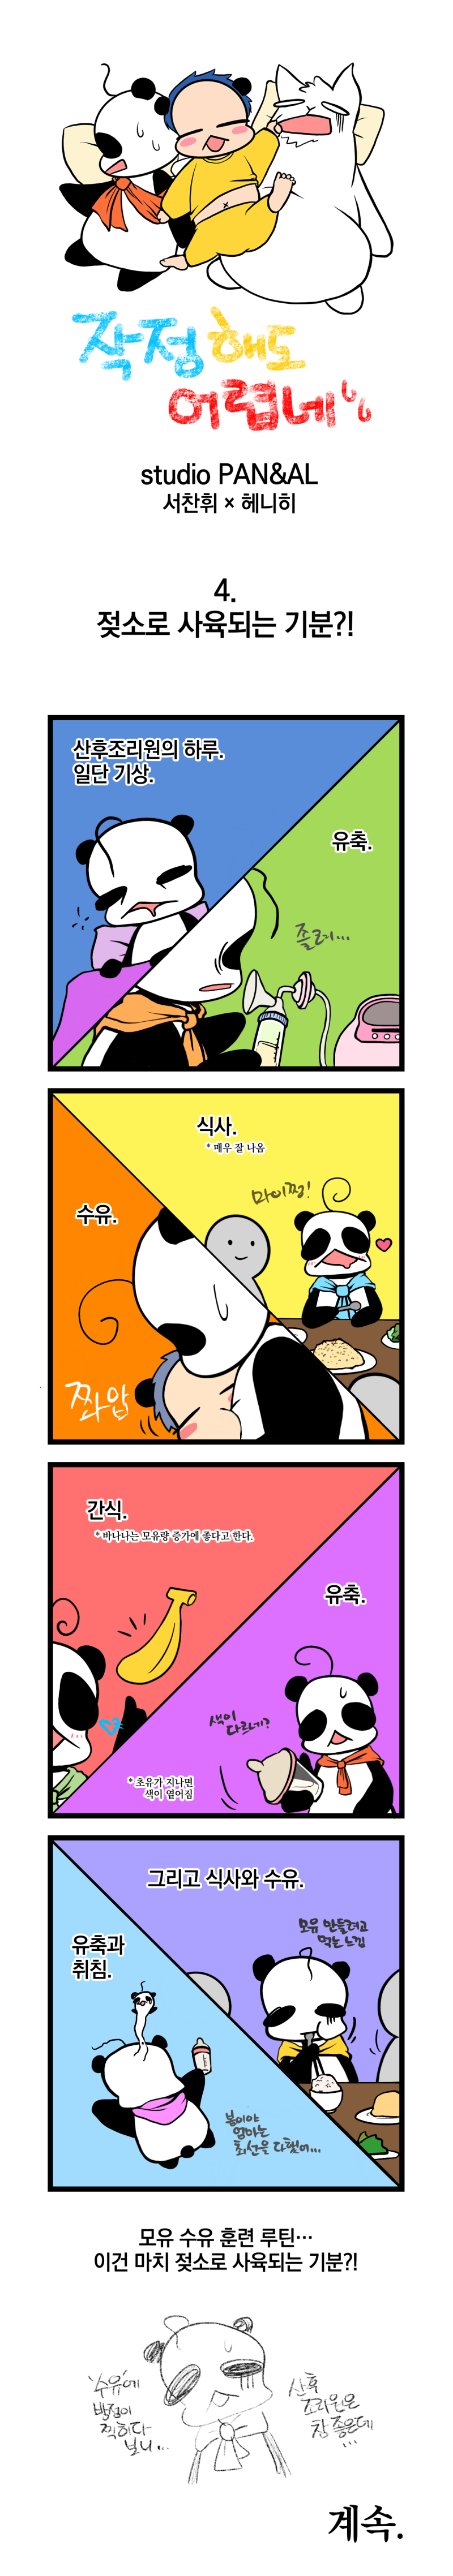 작정해도
어렵네
studio PAN&AL
서찬휘 × 헤니히
4.
젖소로 사육되는 기분?!
산후조리원의 하루.
일단 기상.
유축.
졸려...
식사.
* 매우 잘 나옴
마이쪙!
수유.
쫘압
간식.
* 바나나는 모유량 증가에 좋다고 한다.
유축.
색이
다르네?
* 초유가 지나면
색이 옅어짐
그리고 식사와 수유.
모유 만들려고
먹는 느낌
유축과
취침.
봄이야
엄마는
최선을 다했어...
모유 수유 훈련 루틴…
이건 마치 젖소로 사육되는 기분?!
'수유'에
방점이
찍히다
보니...
산후
조리원은
참 좋은데
...
계속.